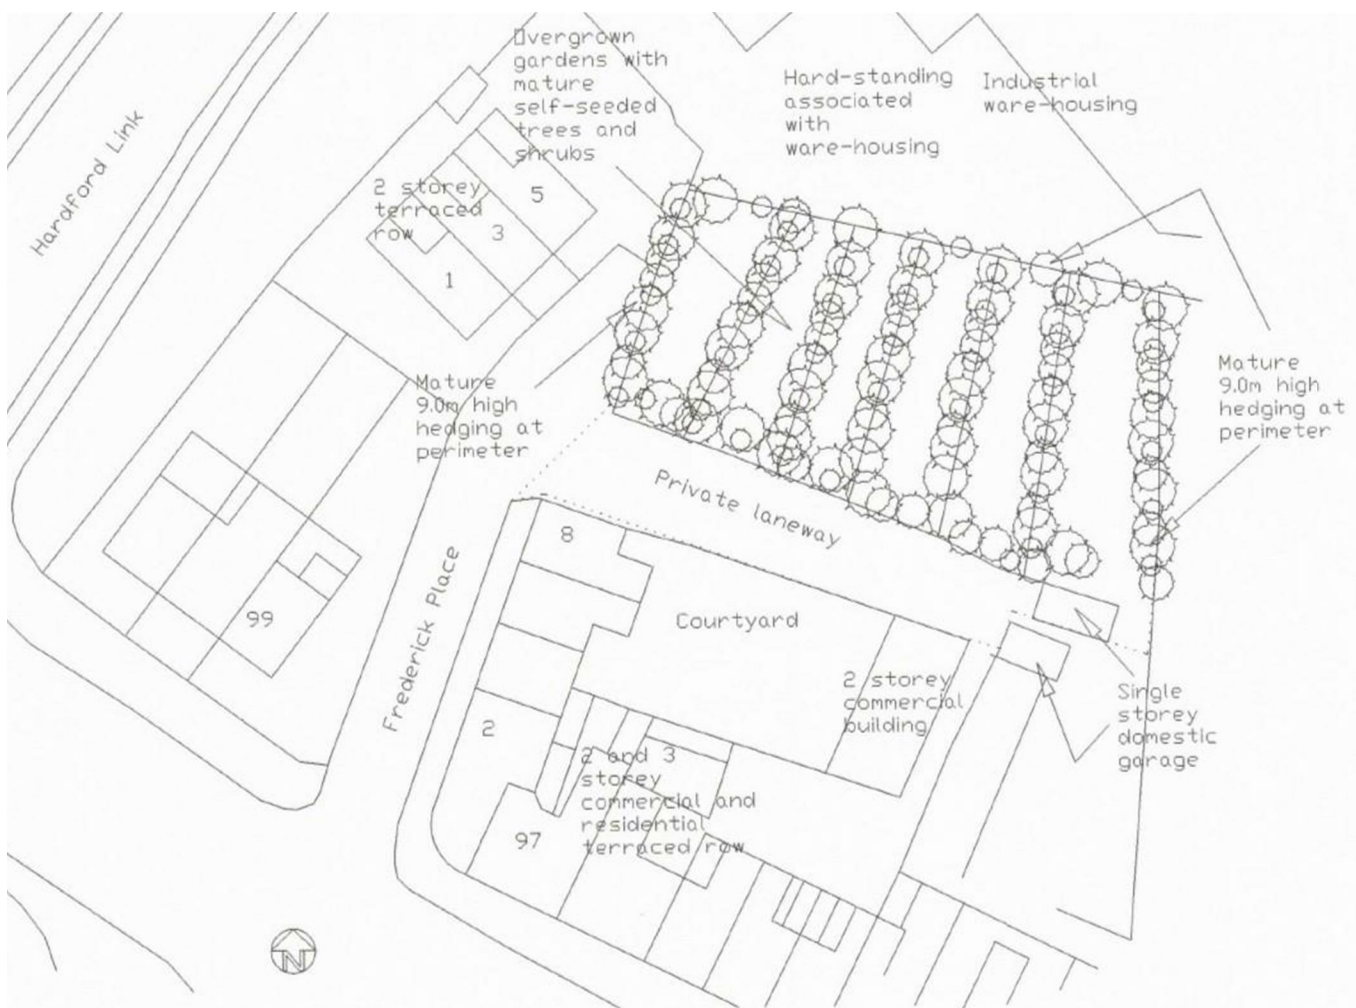 Overgrown
gardens with
mature
self-seeded
trees and
shrubs
Hard-standing
associated
with
ware-housing
Industrial
ware-housing
Hardford Link
2 storey
terraced
row
5
3
1
Mature
9.0m high
hedging at
perimeter
Mature
9.0m high
hedging at
perimeter
Private laneway
8
Courtyard
99
Frederick Place
2 storey
commercial
building
Single
storey
domestic
garage
2
2 and 3
storey
commercial and
residential
terraced row
97
N